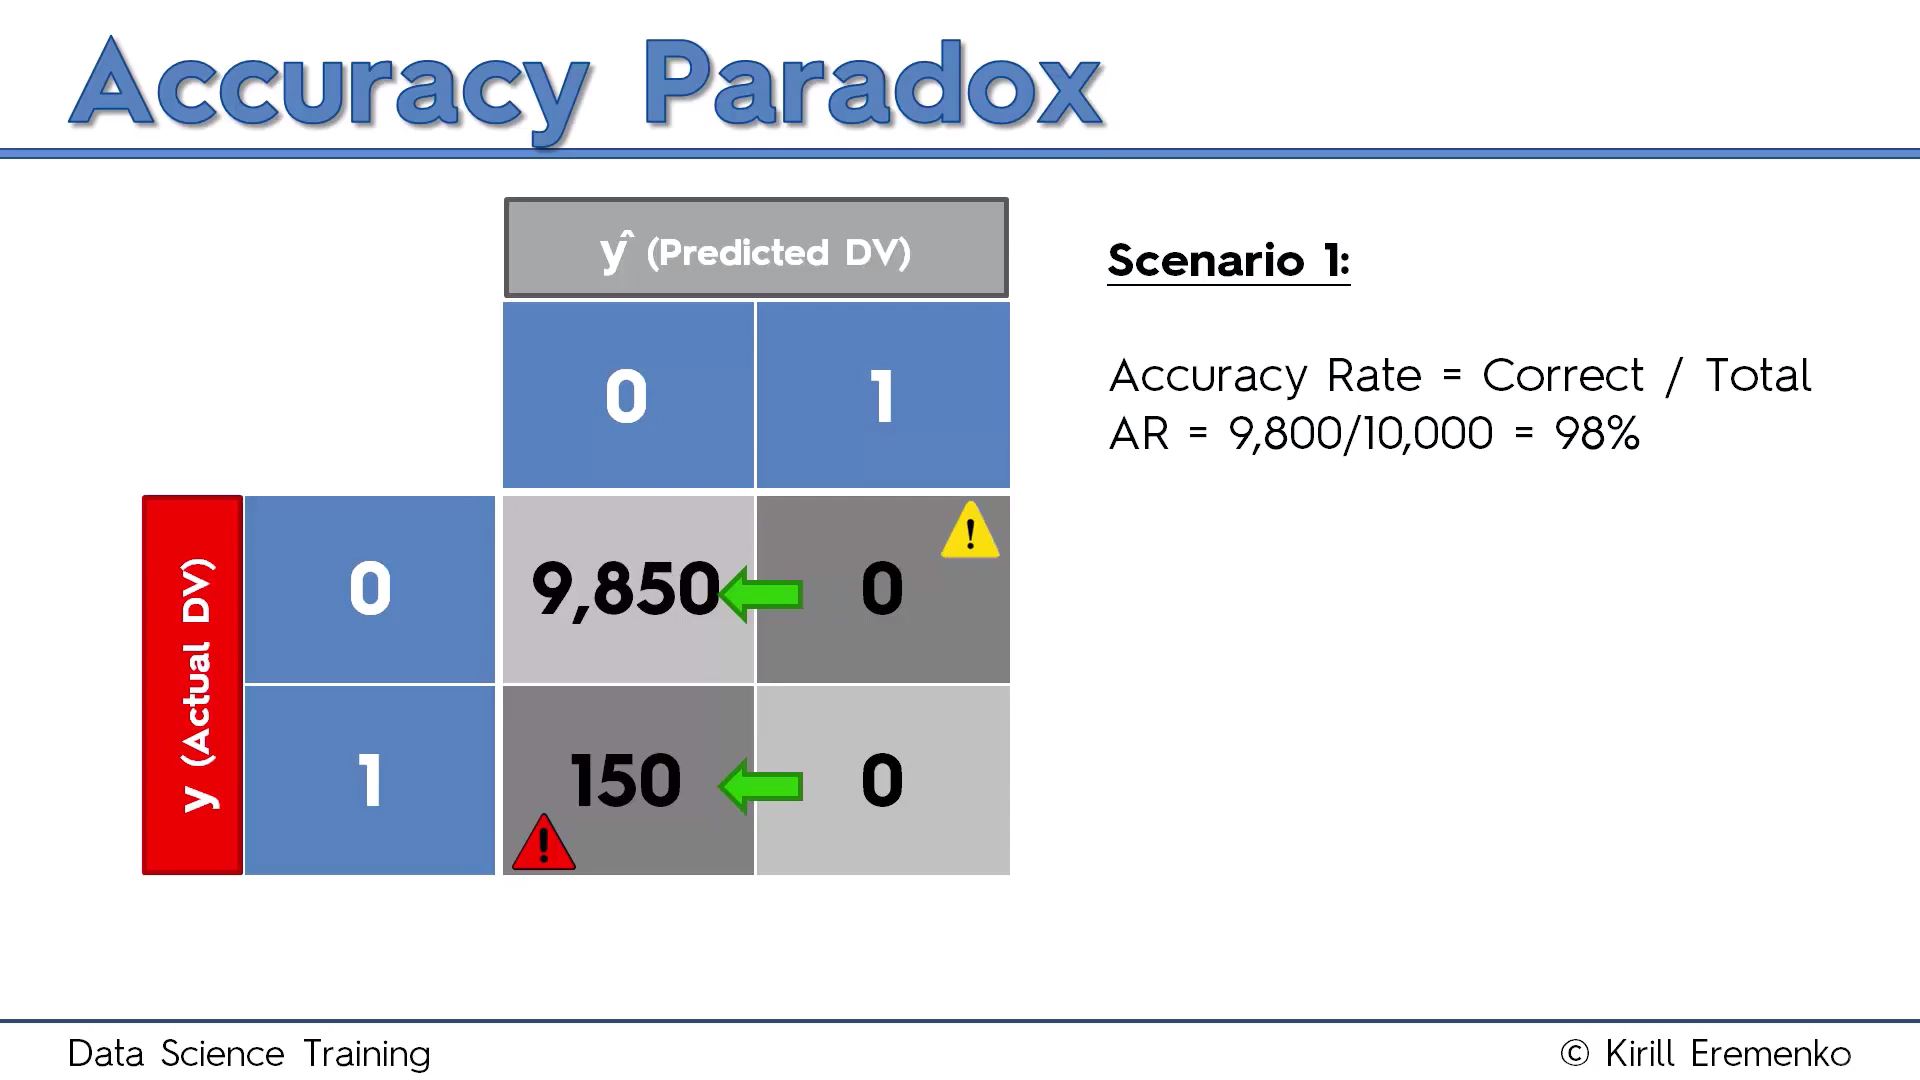 Accuracy Paradox
ŷ (Predicted DV)
Scenario 1:
0 1
Accuracy Rate = Correct / Total
AR = 9,800/10,000 = 98%
y (Actual DV)
0 9,850 0
!
1 150 0
!
Data Science Training
© Kirill Eremenko